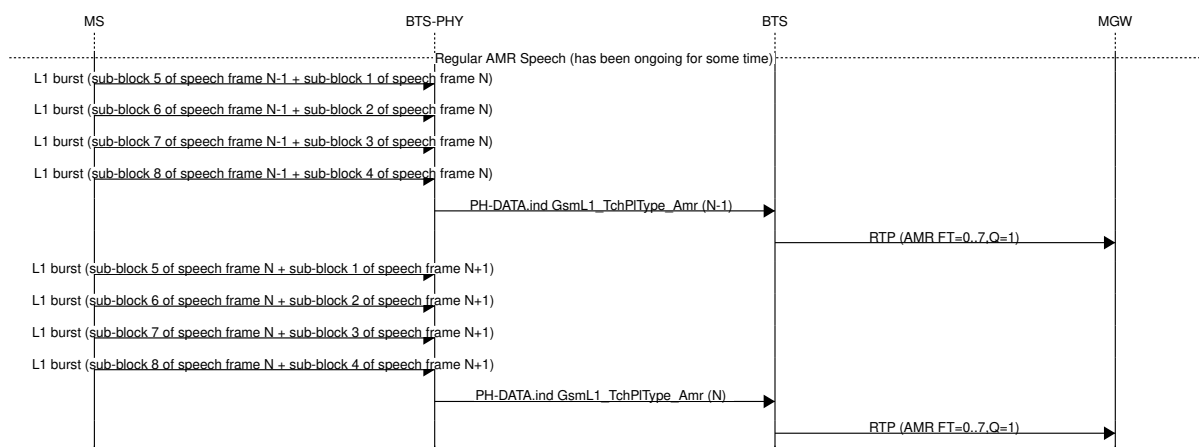 MS BTS-PHY BTS MGW
Regular AMR Speech (has been ongoing for some time)
L1 burst (sub-block 5 of speech frame N-1 + sub-block 1 of speech frame N)
L1 burst (sub-block 6 of speech frame N-1 + sub-block 2 of speech frame N)
L1 burst (sub-block 7 of speech frame N-1 + sub-block 3 of speech frame N)
L1 burst (sub-block 8 of speech frame N-1 + sub-block 4 of speech frame N)
PH-DATA.ind GsmL1_TchPlType_Amr (N-1)
RTP (AMR FT=0..7,Q=1)
L1 burst (sub-block 5 of speech frame N + sub-block 1 of speech frame N+1)
L1 burst (sub-block 6 of speech frame N + sub-block 2 of speech frame N+1)
L1 burst (sub-block 7 of speech frame N + sub-block 3 of speech frame N+1)
L1 burst (sub-block 8 of speech frame N + sub-block 4 of speech frame N+1)
PH-DATA.ind GsmL1_TchPlType_Amr (N)
RTP (AMR FT=0..7,Q=1)